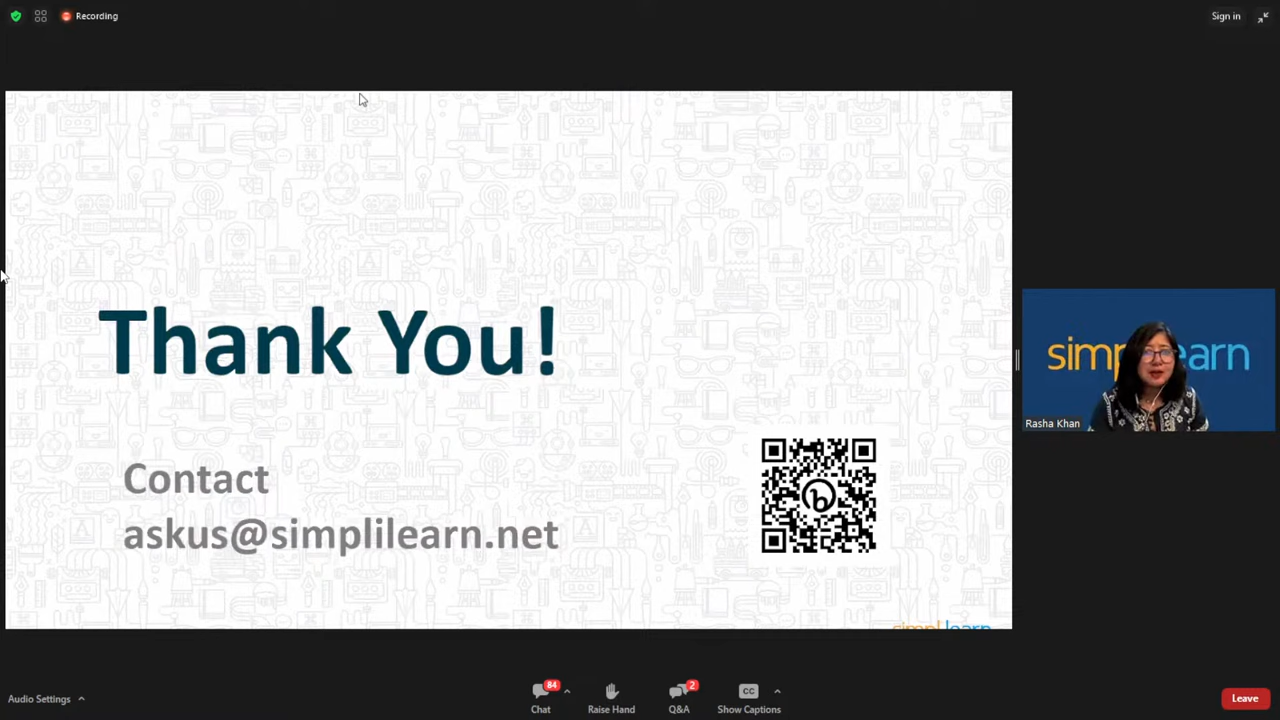 Recording
Sign in
Thank You!
Contact
askus@simplilearn.net
simplilearn
Rasha Khan
simplilearn
Audio Settings
84
Chat
Raise Hand
2
Q&A
CC
Show Captions
Leave